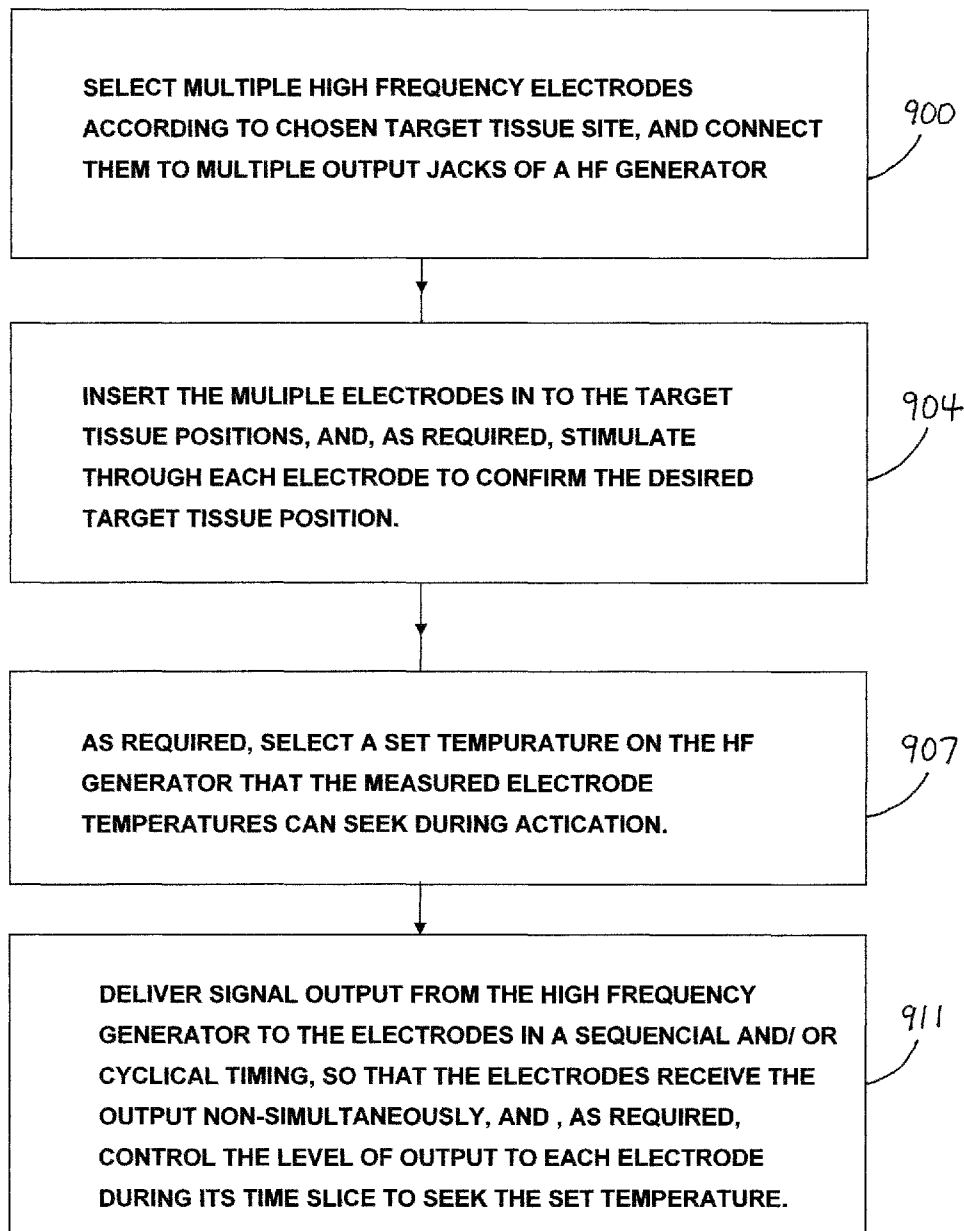 SELECT MULTIPLE HIGH FREQUENCY ELECTRODES
ACCORDING TO CHOSEN TARGET TISSUE SITE, AND CONNECT
THEM TO MULTIPLE OUTPUT JACKS OF A HF GENERATOR
900
INSERT THE MULIPLE ELECTRODES IN TO THE TARGET
TISSUE POSITIONS, AND, AS REQUIRED, STIMULATE
THROUGH EACH ELECTRODE TO CONFIRM THE DESIRED
TARGET TISSUE POSITION.
904
AS REQUIRED, SELECT A SET TEMPURATURE ON THE HF
GENERATOR THAT THE MEASURED ELECTRODE
TEMPERATURES CAN SEEK DURING ACTICATION.
907
DELIVER SIGNAL OUTPUT FROM THE HIGH FREQUENCY
GENERATOR TO THE ELECTRODES IN A SEQUENCIAL AND/ OR
CYCLICAL TIMING, SO THAT THE ELECTRODES RECEIVE THE
OUTPUT NON-SIMULTANEOUSLY, AND , AS REQUIRED,
CONTROL THE LEVEL OF OUTPUT TO EACH ELECTRODE
DURING ITS TIME SLICE TO SEEK THE SET TEMPERATURE.
911